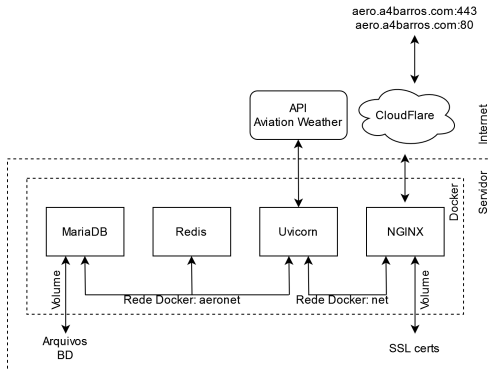 aero.a4barros.com:443
aero.a4barros.com:80
API
Aviation Weather
CloudFlare
Internet
Servidor
Docker
MariaDB
Redis
Uvicorn
NGINX
Volume
Rede Docker: aeronet
Rede Docker: net
Volume
Arquivos
BD
SSL certs